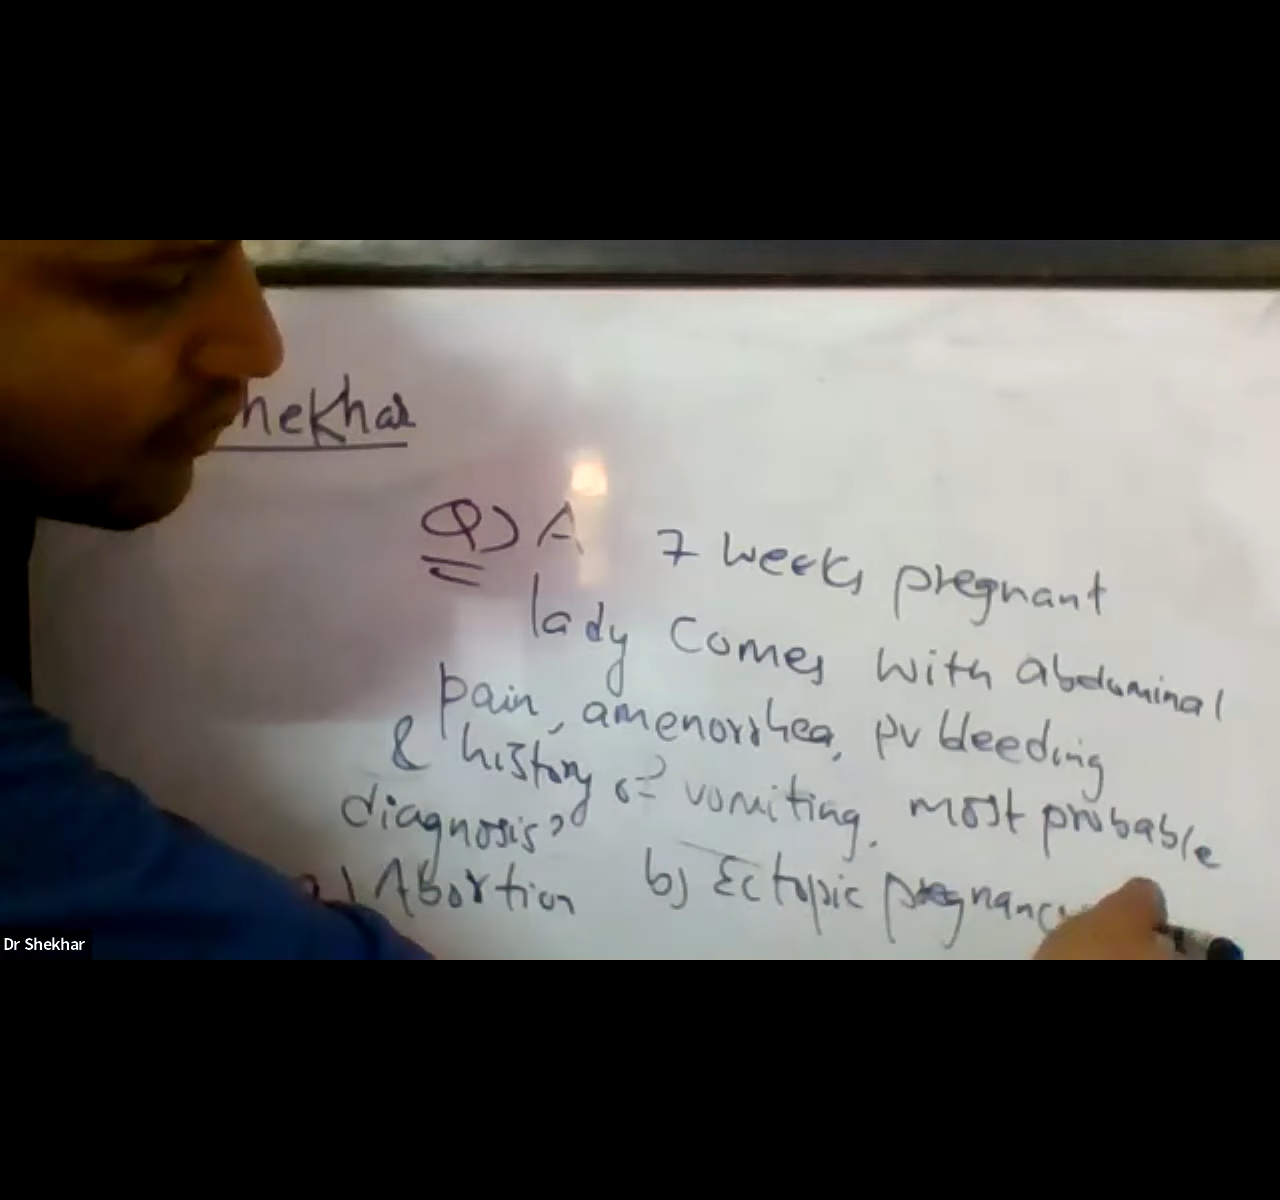 hekhar
Q) A 7 weeks pregnant
lady comes with abdominal
pain, amenorrhea, pv bleeding
& history of vomiting. most probable
diagnosis?
a) Abortion b) Ectopic pregnancy
Dr Shekhar